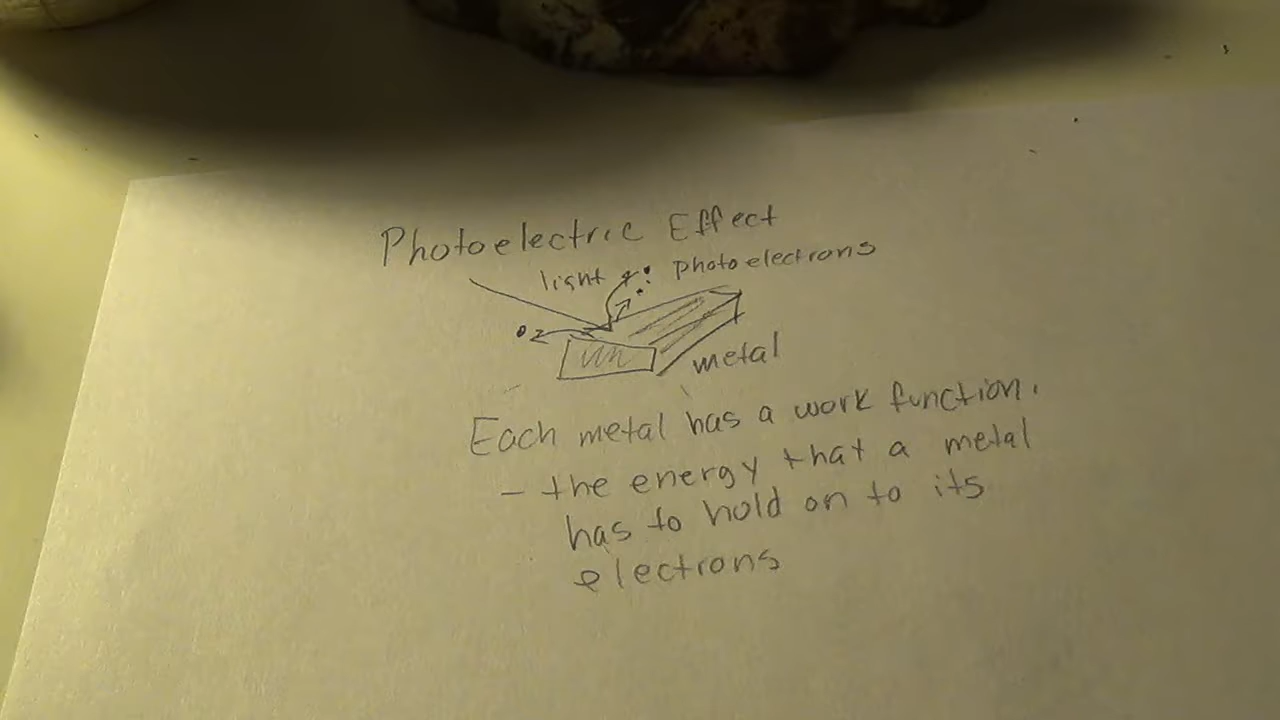 Photoelectric Effect
light
photoelectrons
metal
Each metal has a work function.
- the energy that a metal
has to hold on to its
electrons